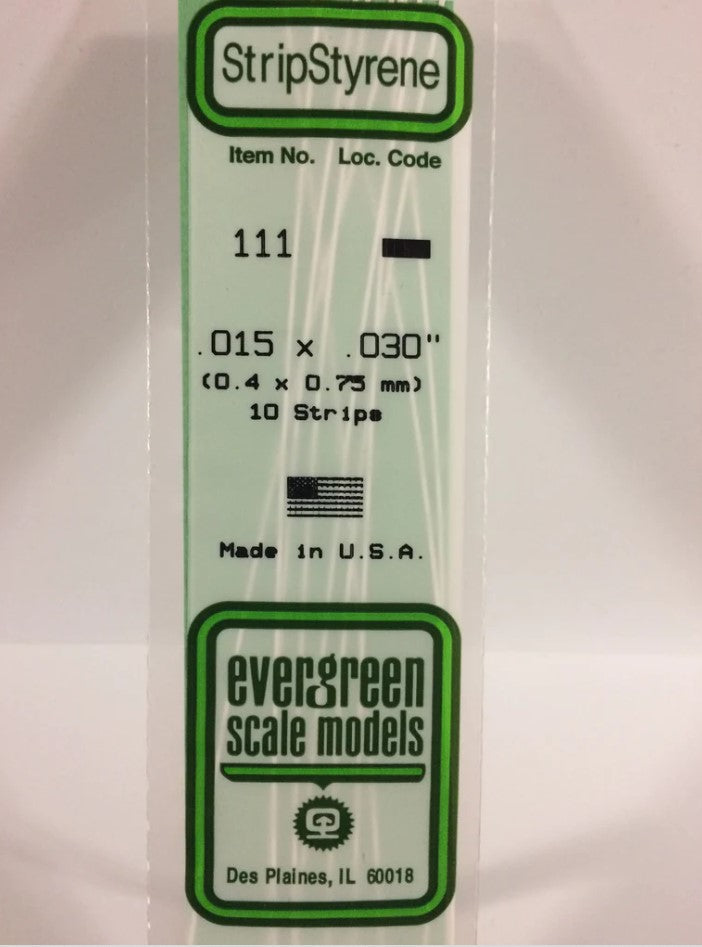 StripStyrene
Item No. Loc. Code
111
.015 x .030"
(0.4 x 0.75 mm)
10 Strips
Made in U.S.A.
evergreen
scale models
Des Plaines, IL 60018